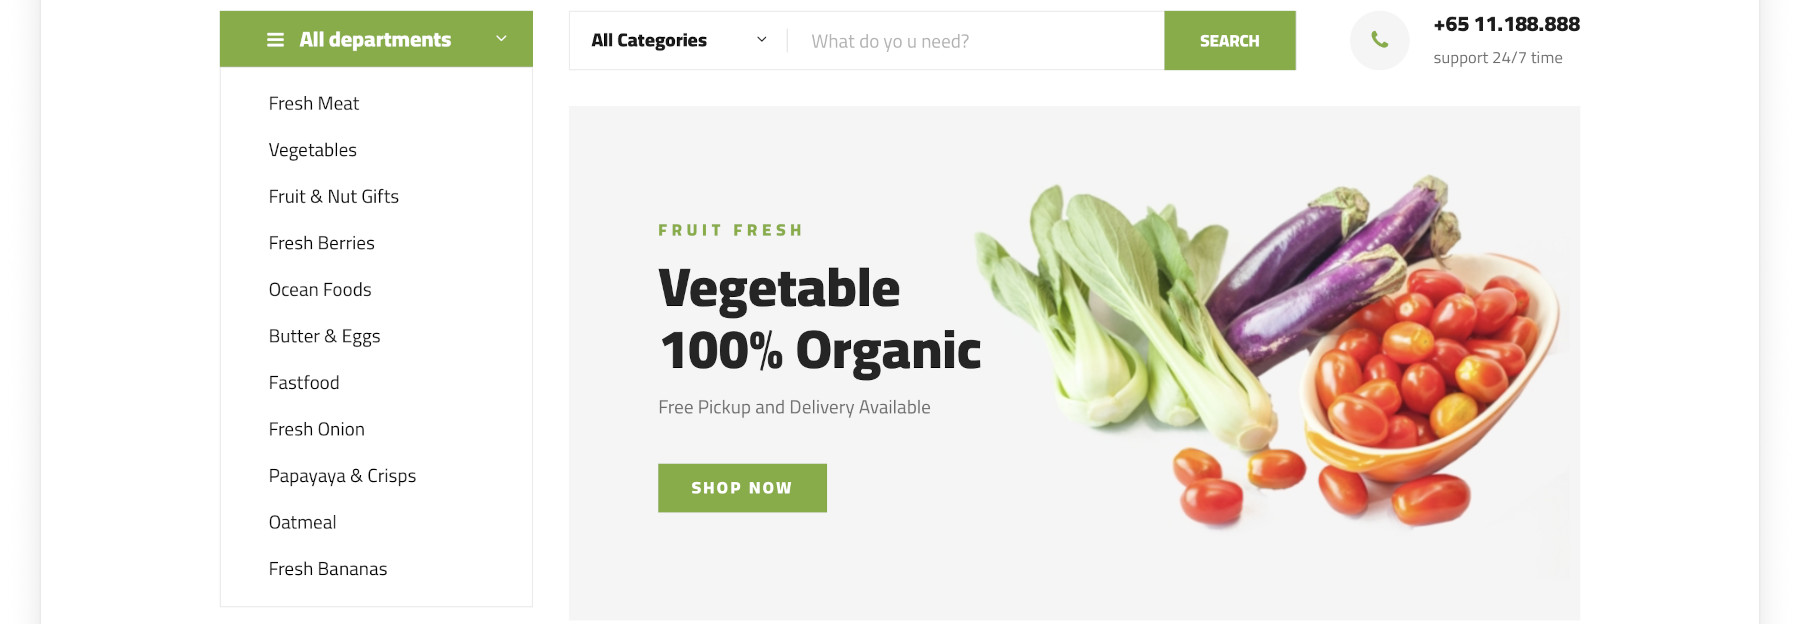 All departments
Fresh Meat
Vegetables
Fruit & Nut Gifts
Fresh Berries
Ocean Foods
Butter & Eggs
Fastfood
Fresh Onion
Papayaya & Crisps
Oatmeal
Fresh Bananas
All Categories
What do yo u need?
SEARCH
+65 11.188.888
support 24/7 time
FRUIT FRESH
Vegetable
100% Organic
Free Pickup and Delivery Available
SHOP NOW